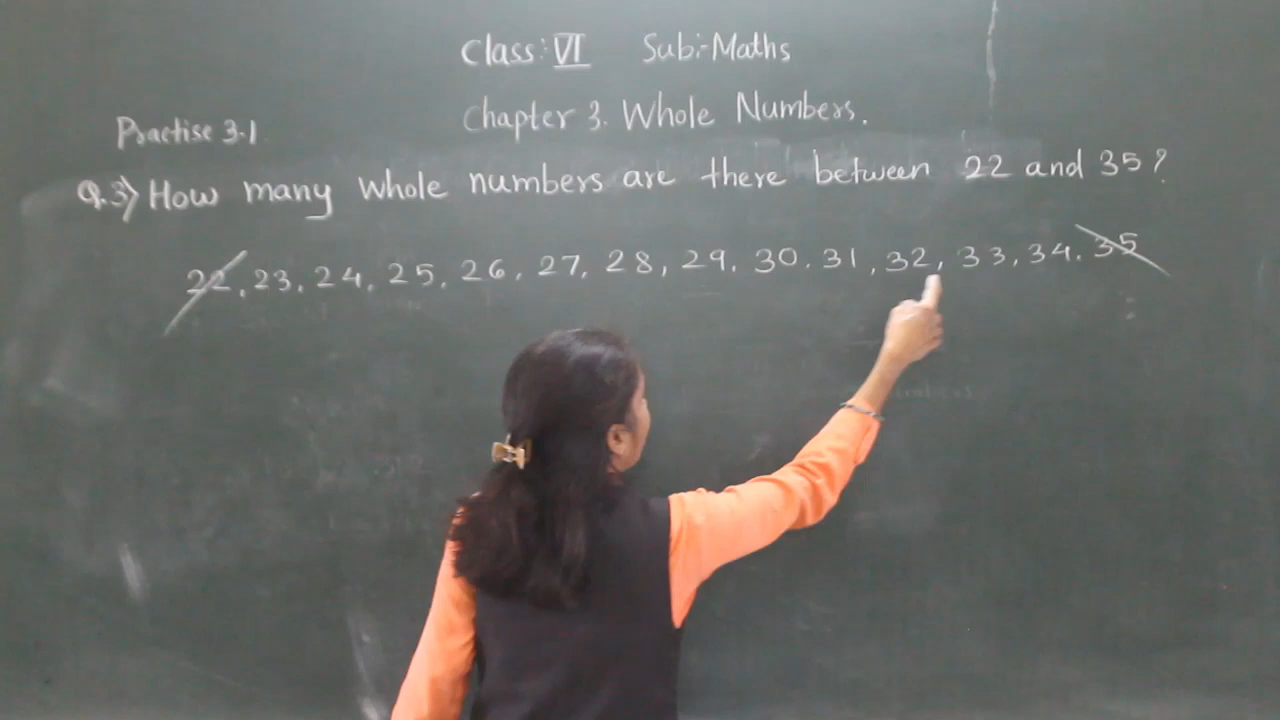 Class: VI Sub:-Maths
Chapter 3. Whole Numbers.
Practise 3.1
Q.3) How many whole numbers are there between 22 and 35?
22, 23, 24, 25, 26, 27, 28, 29, 30, 31, 32, 33, 34, 35